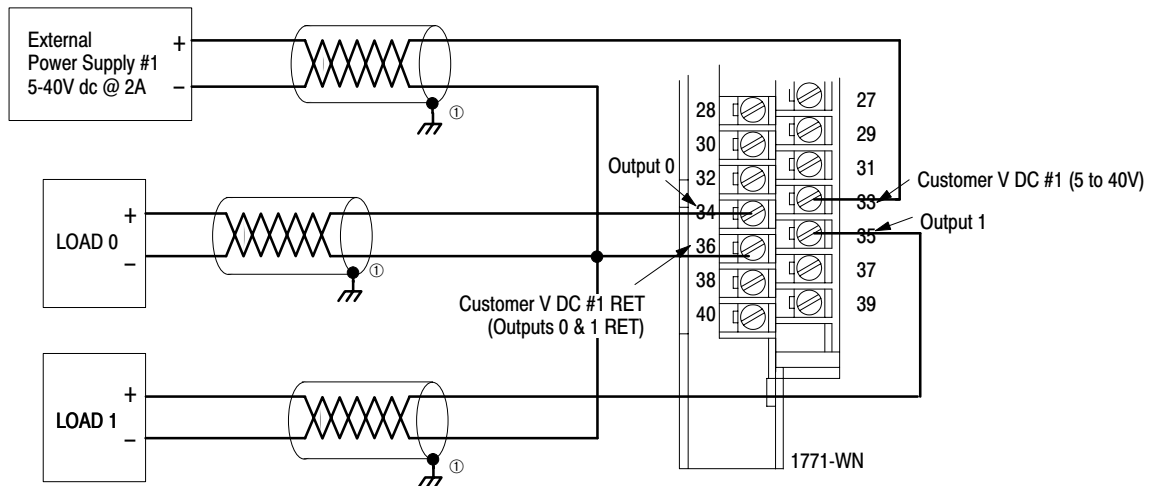 External
Power Supply #1
5-40V dc @ 2A
+
−
①
28
27
30
29
Output 0
32
31
Customer V DC #1 (5 to 40V)
34
33
Output 1
35
36
37
38
39
40
LOAD 0
+
−
①
Customer V DC #1 RET
(Outputs 0 & 1 RET)
LOAD 1
+
−
①
1771-WN